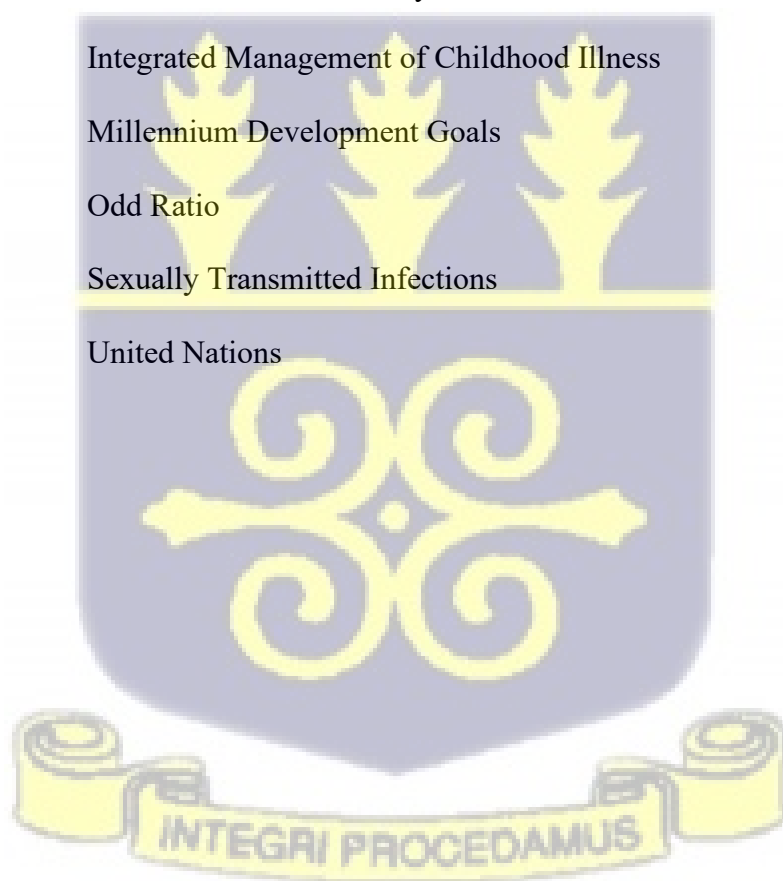 Integrated Management of Childhood Illness
Millennium Development Goals
Odd Ratio
Sexually Transmitted Infections
United Nations
INTEGRI PROCEDAMUS